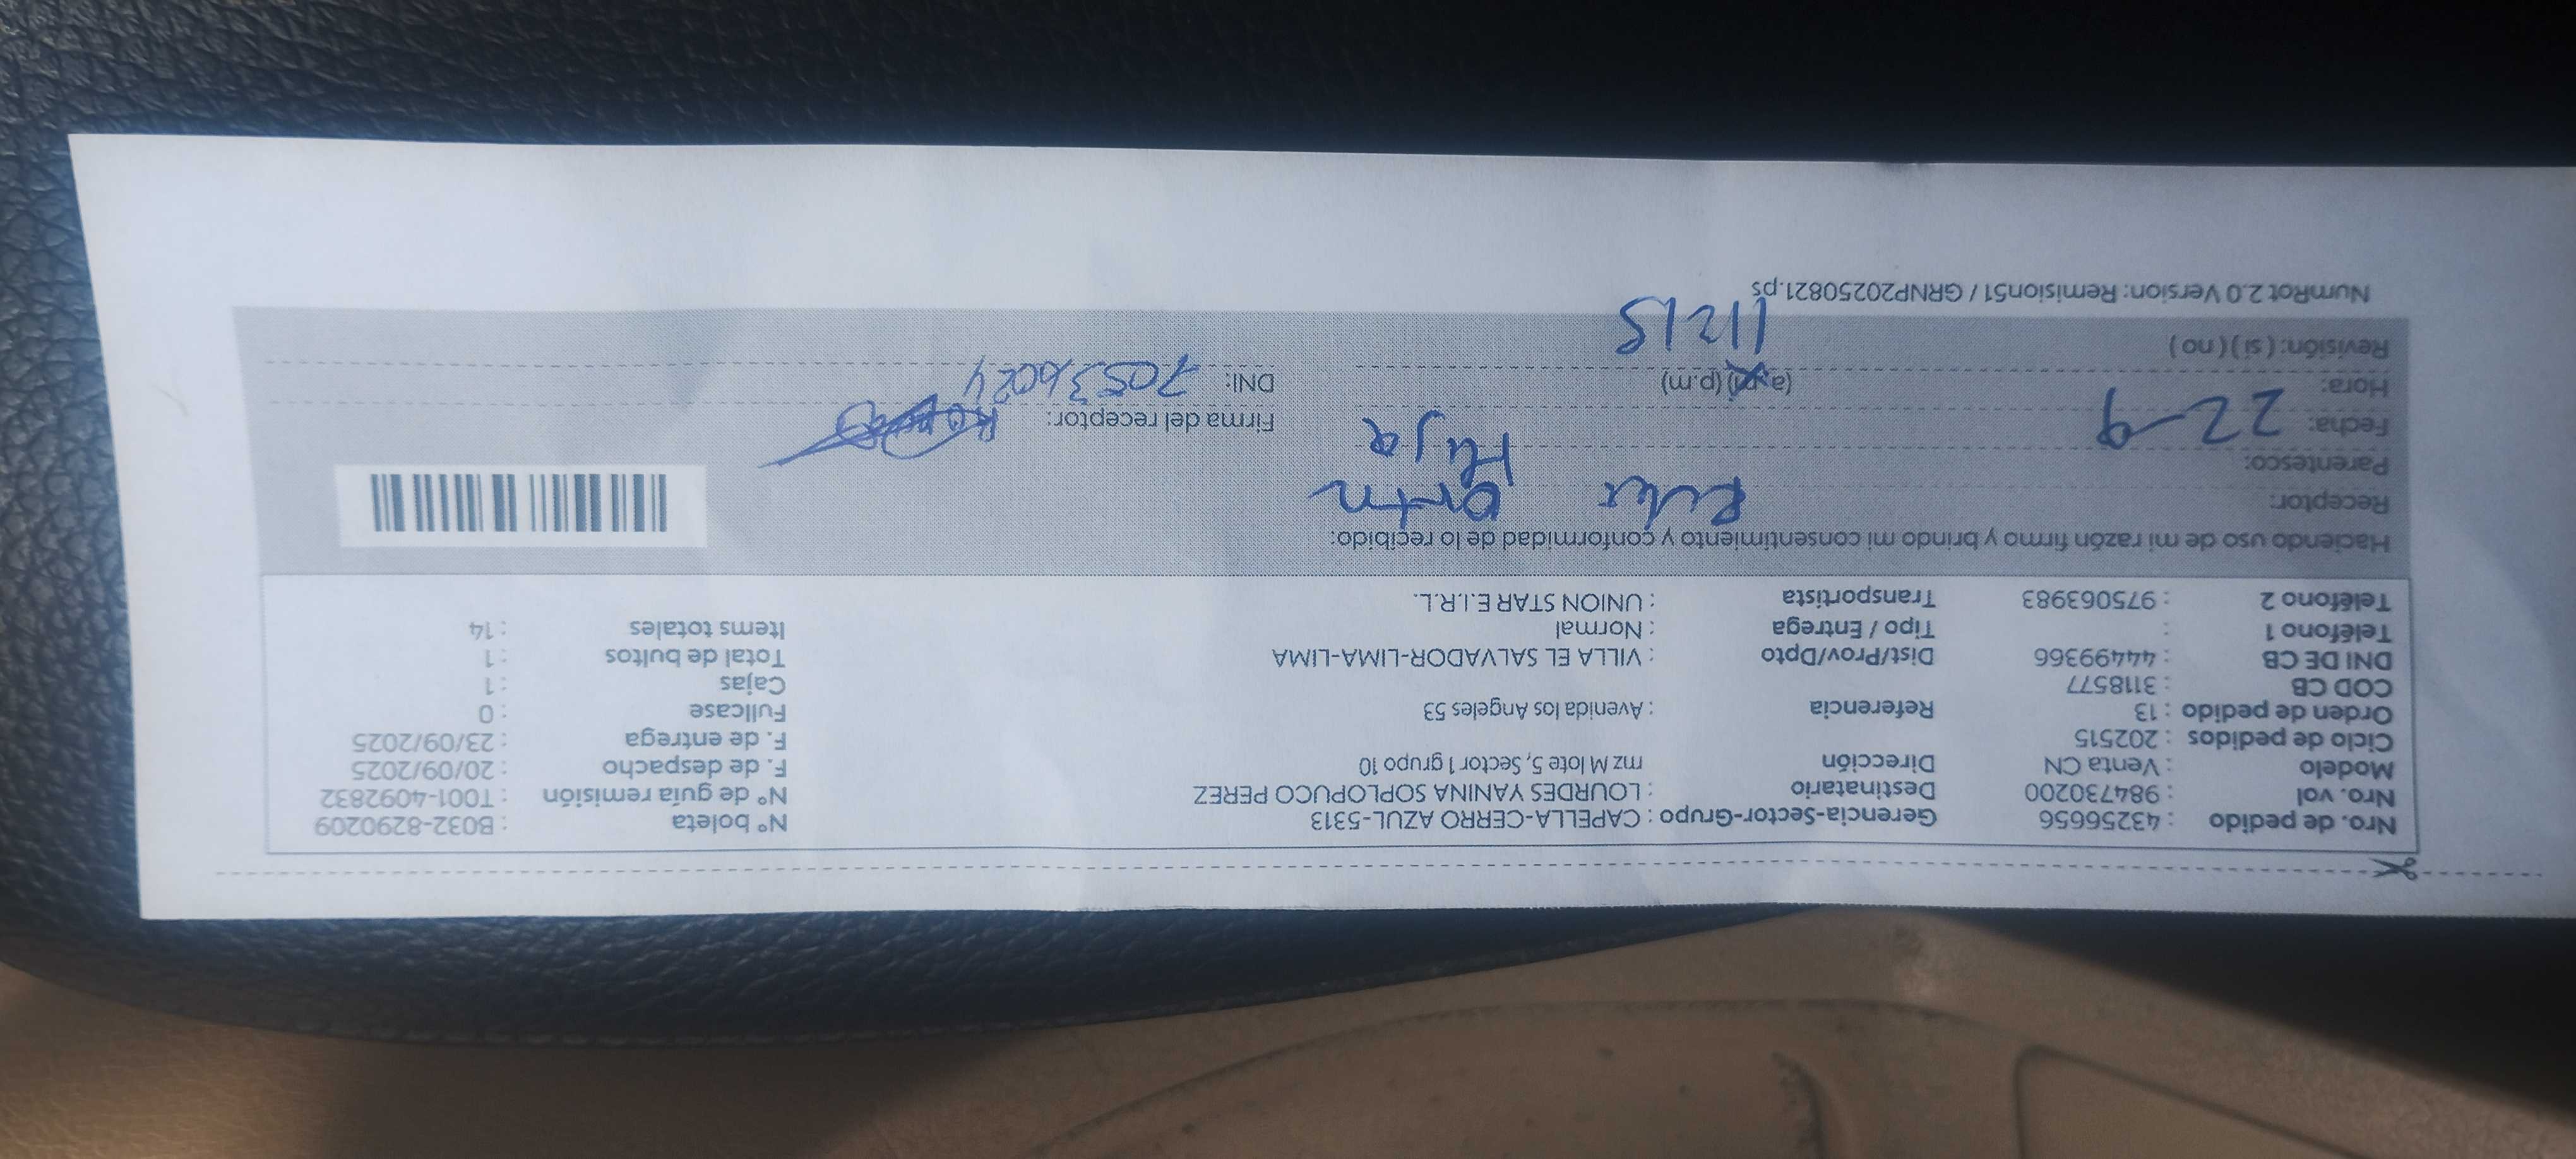 Nro. de pedido : 43256656 Gerencia-Sector-Grupo : CAPELLA-CERRO AZUL-5313 N° boleta : B032-8290209
Nro. vol : 984730200 Destinatario : LOURDES YANINA SOPLOPUCO PEREZ N° de guía remisión : T001-4092832
Modelo : Venta CN Dirección mz M lote 5, Sector 1 grupo 10 F. de despacho : 20/09/2025
Ciclo de pedidos : 202515 F. de entrega : 23/09/2025
Orden de pedido : 13 Referencia : Avenida los Angeles 53 Fullcase : 0
COD CB : 3118577 Cajas : 1
DNI DE CB : 44499366 Dist/Prov/Dpto : VILLA EL SALVADOR-LIMA-LIMA Total de bultos : 1
Teléfono 1 : Tipo / Entrega : Normal Items totales : 14
Teléfono 2 : 975063983 Transportista : UNION STAR E.I.R.L.
Haciendo uso de mi razón firmo y brindo mi consentimiento y conformidad de lo recibido:
Receptor:
Parentesco: Hija
Fecha: 22-9 Firma del receptor:
Hora: (a.m) (p.m) DNI: 70536024
Revisión: ( sí ) ( no ) 11215
NumRot 2.0 Version: Remision51 / GRNP20250821.ps